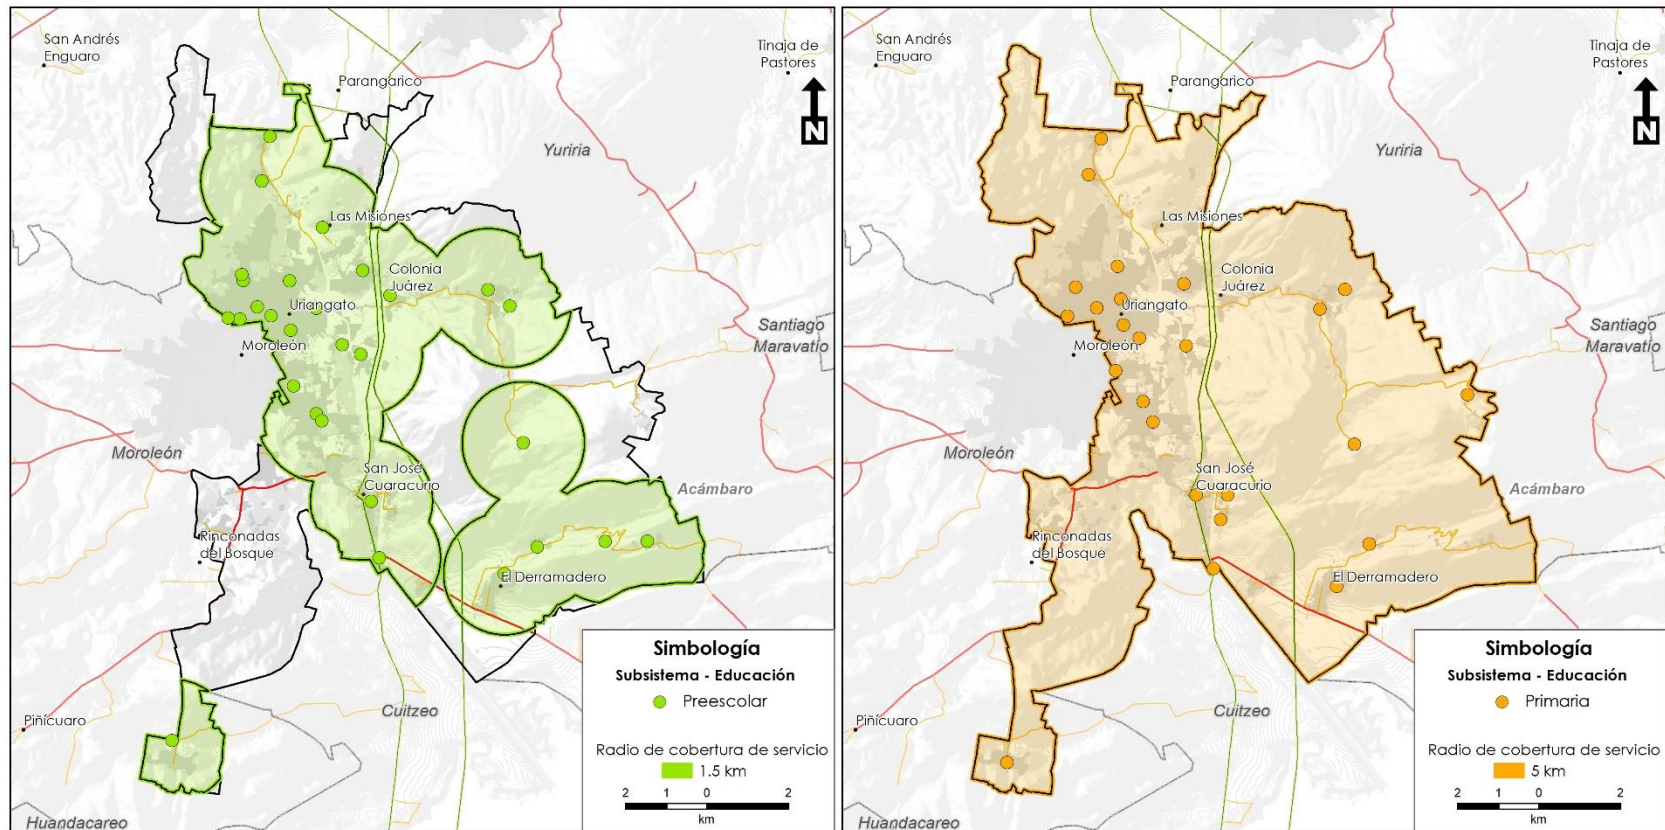 San Andrés
Enguaro
Parangarico
Tinaja de
Pastores
N
Yuriria
Las Misiones
Colonia
Juárez
Uriangato
Santiago
Maravatío
Moroleón
Moroleón
San José
Cuaracurio
Acámbaro
Rinconadas
del Bosque
El Derramadero
Piñícuaro
Cuitzeo
Huandacareo
Simbología
Subsistema - Educación
Preescolar
Radio de cobertura de servicio
1.5 km
2 1 0 2
km
San Andrés
Enguaro
Parangarico
Tinaja de
Pastores
N
Yuriria
Las Misiones
Colonia
Juárez
Uriangato
Santiago
Maravatío
Moroleón
Moroleón
San José
Cuaracurio
Acámbaro
Rinconadas
del Bosque
El Derramadero
Piñícuaro
Cuitzeo
Huandacareo
Simbología
Subsistema - Educación
Primaria
Radio de cobertura de servicio
5 km
2 1 0 2
km